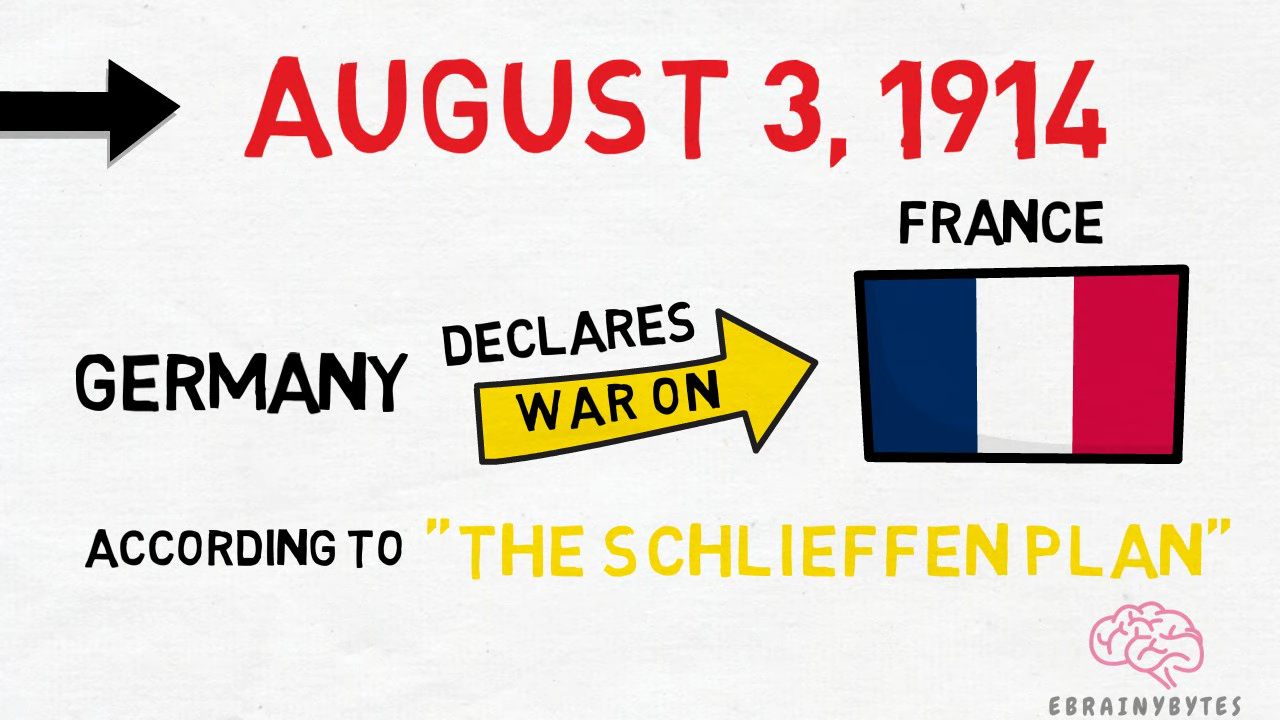 AUGUST 3, 1914
FRANCE
GERMANY
DECLARES
WAR ON
ACCORDING TO "THE SCHLIEFFEN PLAN"
EBRAINYBYTES